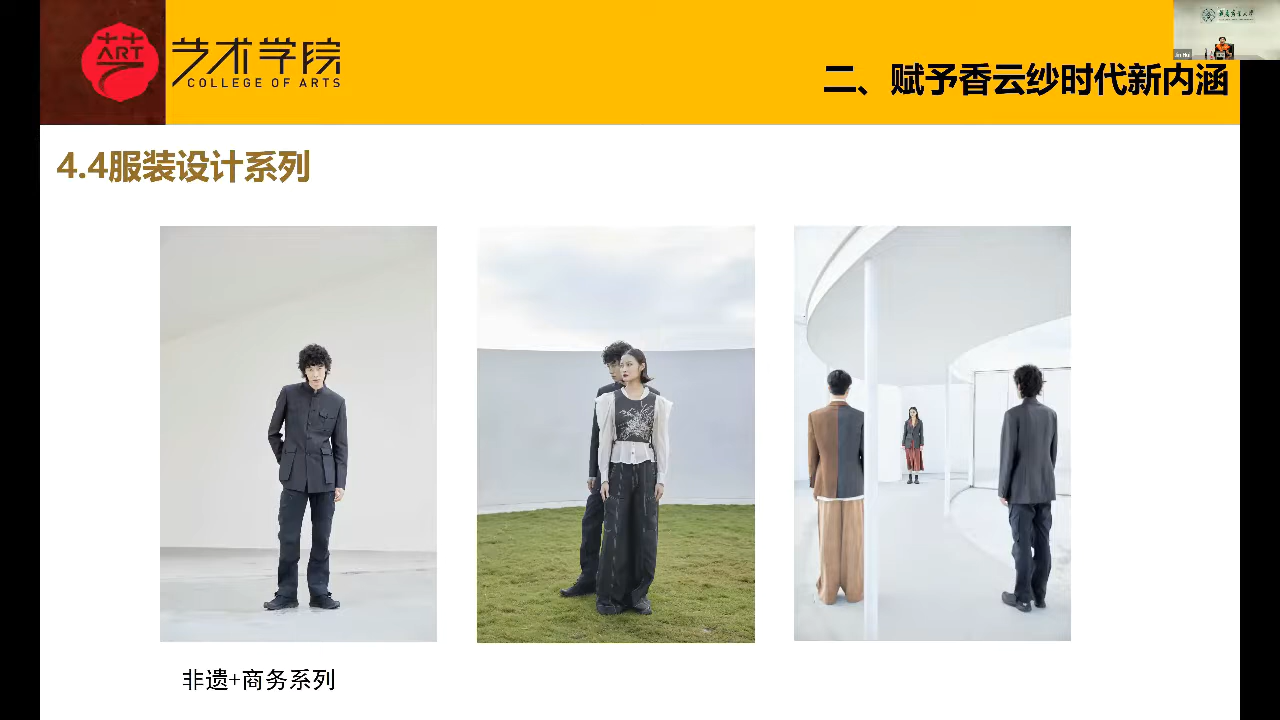 艺 ART
艺术学院
COLLEGE OF ARTS
二、赋予香云纱时代新内涵
4.4服装设计系列
非遗+商务系列